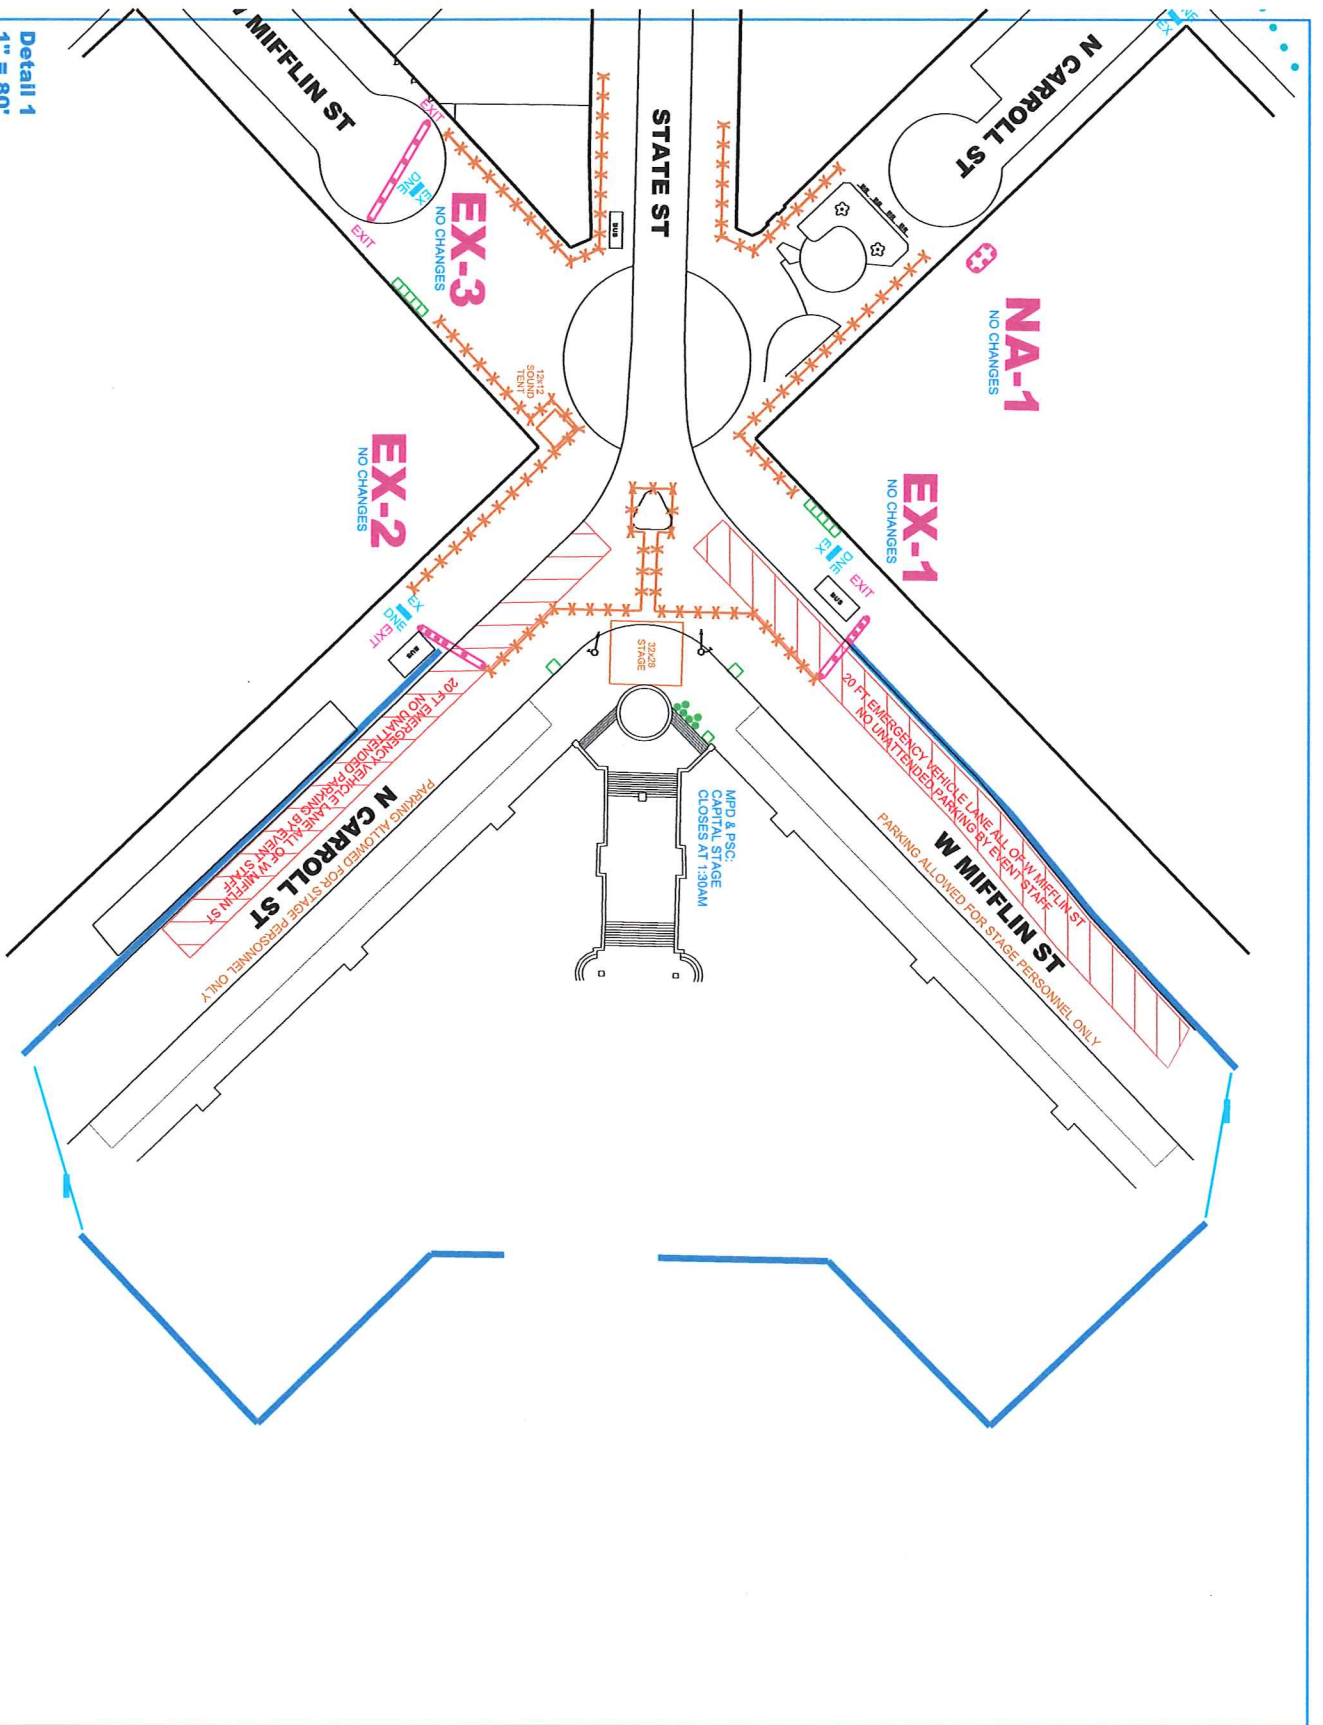 Detail 1
1" = 80'
W MIFFLIN ST
STATE ST
N CARROLL ST
DNE
EX
EXIT
EX
DNE
EXIT
EX-3
NO CHANGES
BUS
NA-1
NO CHANGES
12x12
SOUND
TENT
EX-2
NO CHANGES
EX-1
NO CHANGES
DNE
EX
EXIT
BUS
EX
DNE
EXIT
BUS
32x28
STAGE
20 FT EMERGENCY VEHICLE LANE ALL OF W MIFFLIN ST
NO UNATTENDED PARKING BY EVENT STAFF
N CARROLL ST
PARKING ALLOWED FOR STAGE PERSONNEL ONLY
MPD & PSC:
CAPITAL STAGE
CLOSES AT 1:30AM
20 FT EMERGENCY VEHICLE LANE ALL OF W MIFFLIN ST
NO UNATTENDED PARKING BY EVENT STAFF
W MIFFLIN ST
PARKING ALLOWED FOR STAGE PERSONNEL ONLY